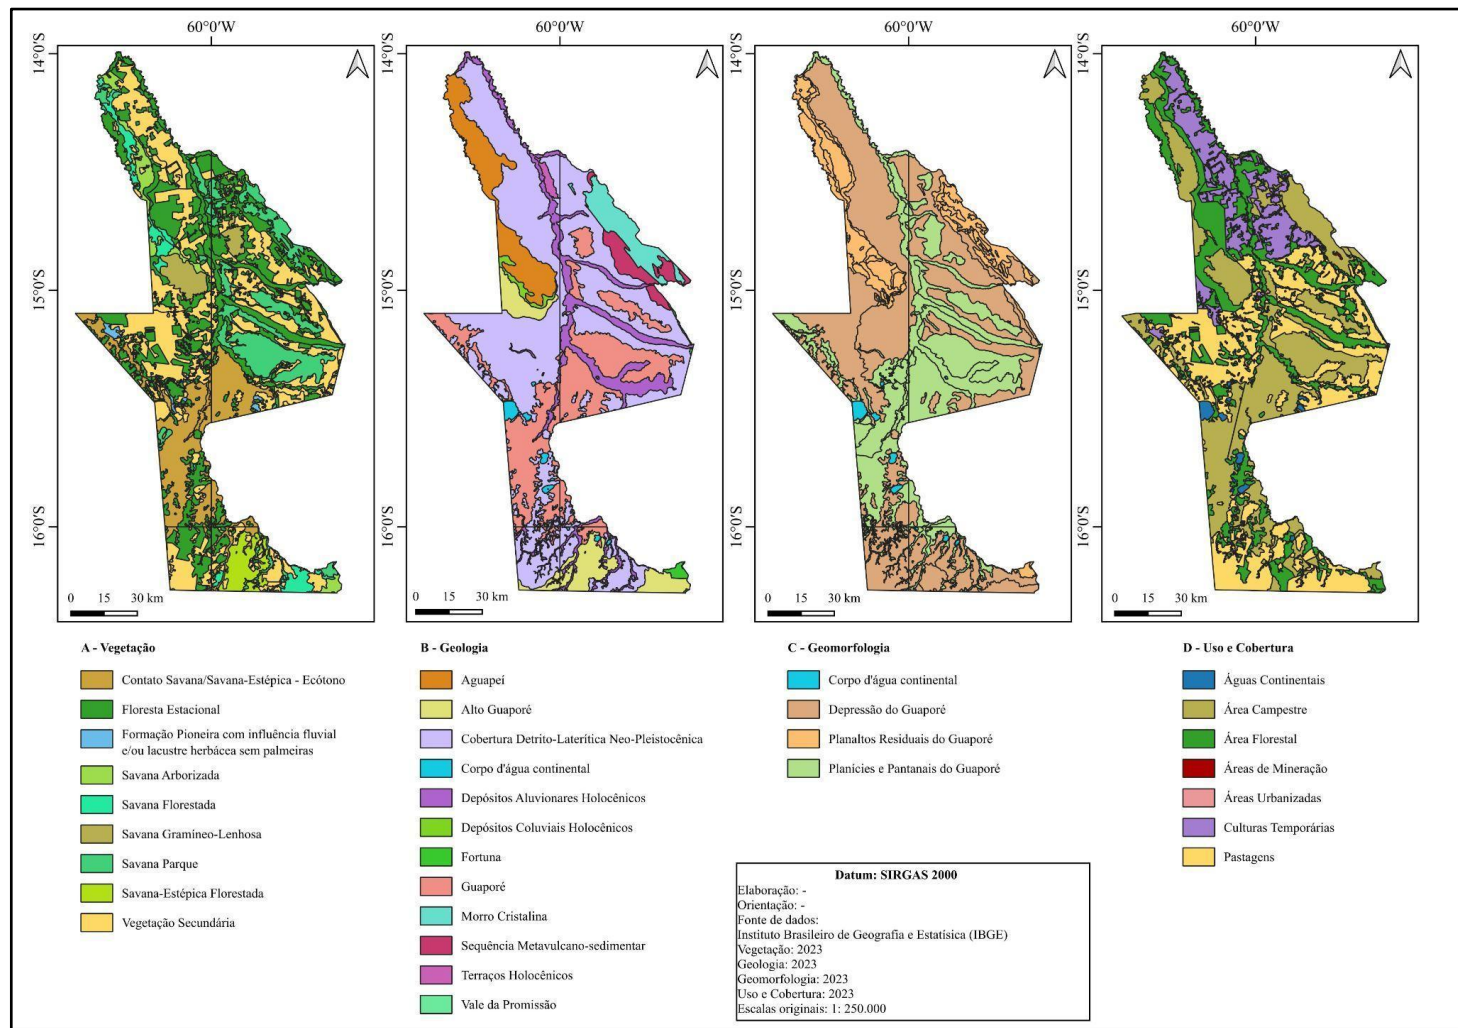 60°0'W
60°0'W
60°0'W
60°0'W
14°0'S
14°0'S
14°0'S
14°0'S
15°0'S
15°0'S
15°0'S
15°0'S
16°0'S
16°0'S
16°0'S
16°0'S
0 15 30 km
0 15 30 km
0 15 30 km
0 15 30 km
A - Vegetação
Contato Savana/Savana-Estépica - Ecótono
Floresta Estacional
Formação Pioneira com influência fluvial
e/ou lacustre herbácea sem palmeiras
Savana Arborizada
Savana Florestada
Savana Gramíneo-Lenhosa
Savana Parque
Savana-Estépica Florestada
Vegetação Secundária
B - Geologia
Aguapeí
Alto Guaporé
Cobertura Detrito-Laterítica Neo-Pleistocênica
Corpo d'água continental
Depósitos Aluvionares Holocênicos
Depósitos Coluviais Holocênicos
Fortuna
Guaporé
Morro Cristalina
Sequência Metavulcano-sedimentar
Terraços Holocênicos
Vale da Promissão
C - Geomorfologia
Corpo d'água continental
Depressão do Guaporé
Planaltos Residuais do Guaporé
Planícies e Pantanais do Guaporé
D - Uso e Cobertura
Águas Continentais
Área Campestre
Área Florestal
Áreas de Mineração
Áreas Urbanizadas
Culturas Temporárias
Pastagens
Datum: SIRGAS 2000
Elaboração: -
Orientação: -
Fonte de dados:
Instituto Brasileiro de Geografia e Estatísica (IBGE)
Vegetação: 2023
Geologia: 2023
Geomorfologia: 2023
Uso e Cobertura: 2023
Escalas originais: 1: 250.000